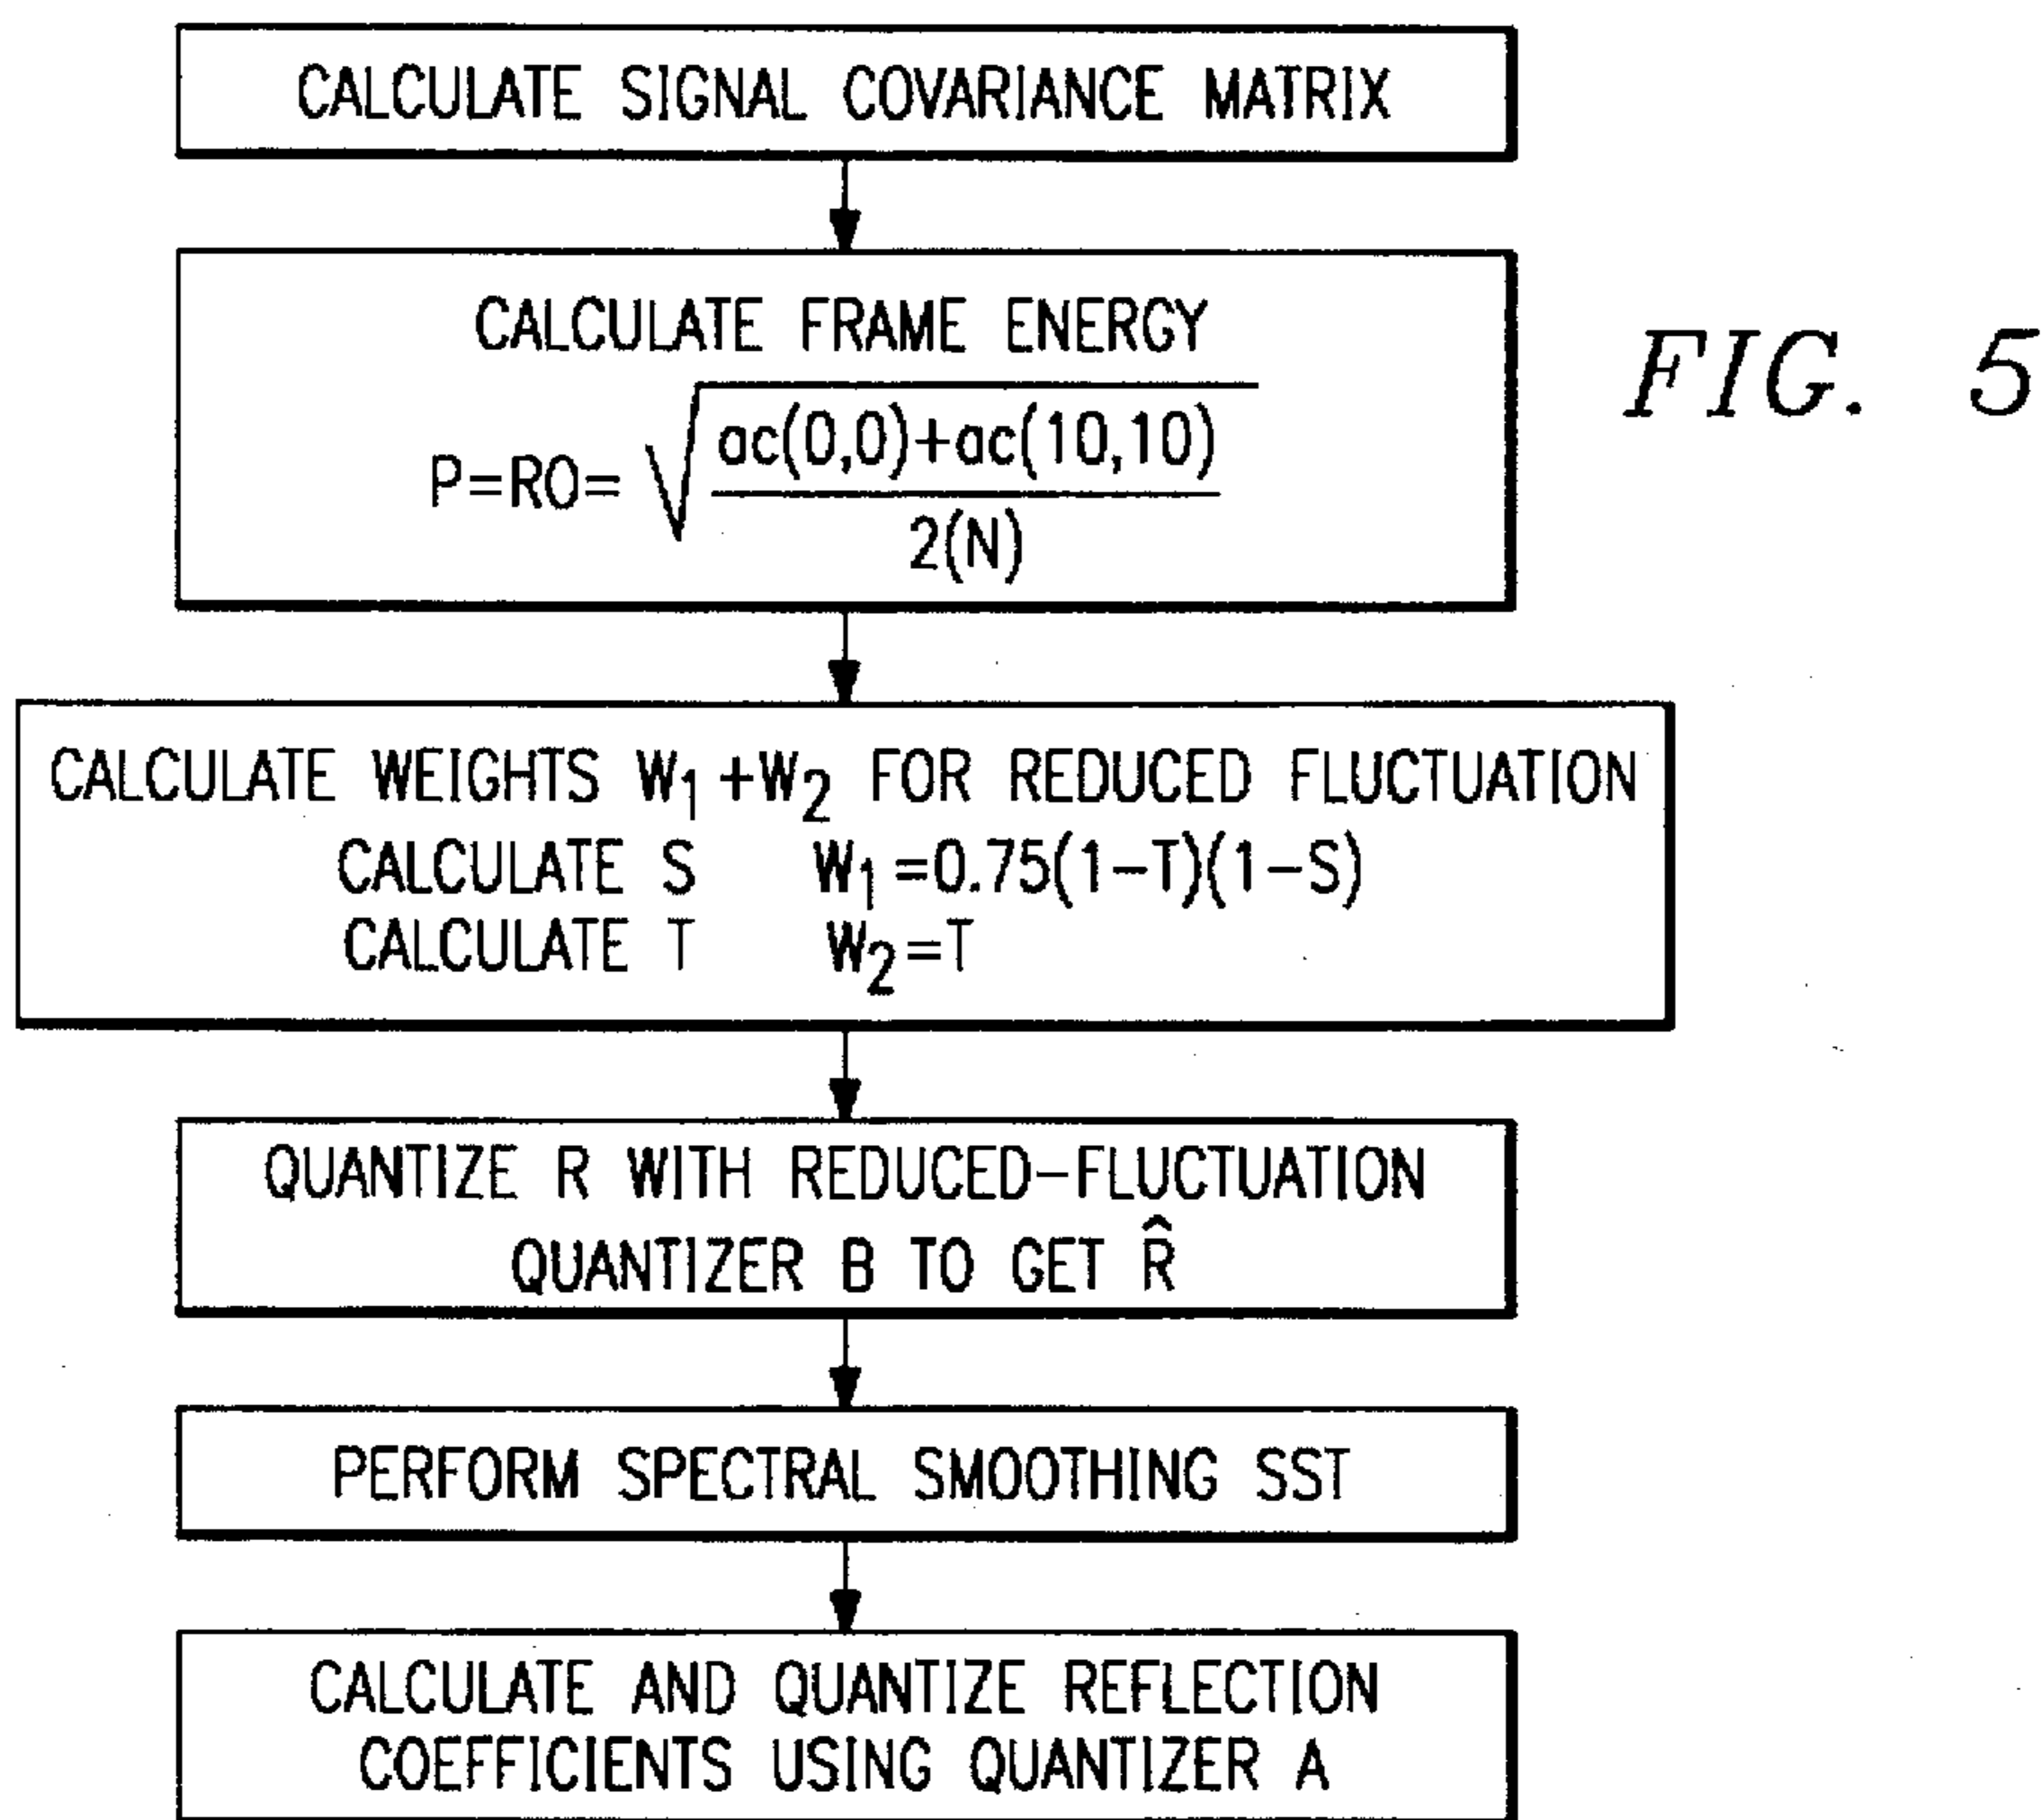 CALCULATE SIGNAL COVARIANCE MATRIX
CALCULATE FRAME ENERGY
P=RO= √ ac(0,0)+ac(10,10)
2(N)
FIG. 5
CALCULATE WEIGHTS W₁+W₂ FOR REDUCED FLUCTUATION
CALCULATE S W₁=0.75(1-T)(1-S)
CALCULATE T W₂=T
QUANTIZE R WITH REDUCED-FLUCTUATION
QUANTIZER B TO GET R̂
PERFORM SPECTRAL SMOOTHING SST
CALCULATE AND QUANTIZE REFLECTION
COEFFICIENTS USING QUANTIZER A